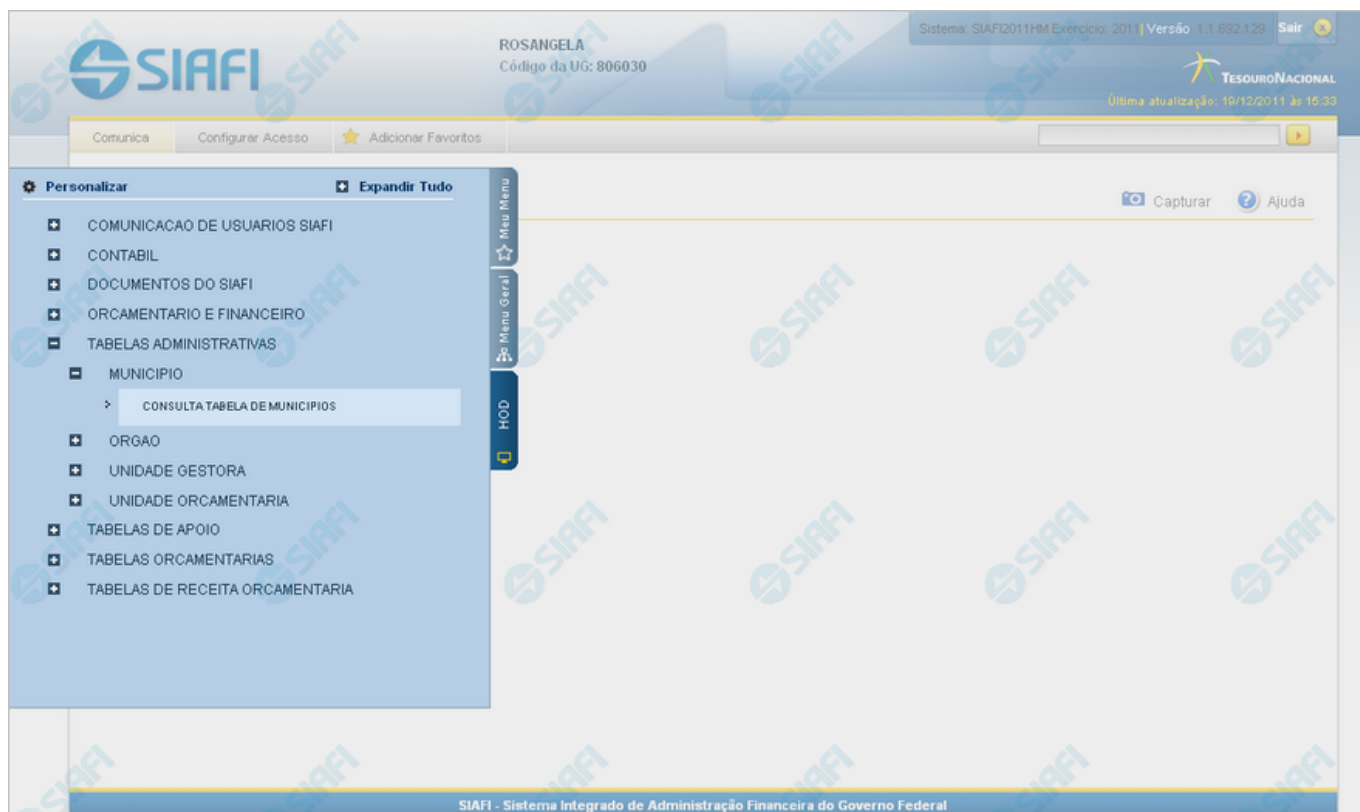 Sistema: SIAFI2011HM Exercício: 2011| Versão 1.1.692.129 Sair
SIAFI
ROSANGELA
Código da UG: 806030
TESOURONACIONAL
Última atualização: 19/12/2011 às 15:33
Comunica Configurar Acesso Adicionar Favoritos
Personalizar Expandir Tudo
Meu Menu
Menu Geral
HOD
Capturar Ajuda
COMUNICACAO DE USUARIOS SIAFI
CONTABIL
DOCUMENTOS DO SIAFI
ORCAMENTARIO E FINANCEIRO
TABELAS ADMINISTRATIVAS
MUNICIPIO
CONSULTA TABELA DE MUNICIPIOS
ORGAO
UNIDADE GESTORA
UNIDADE ORCAMENTARIA
TABELAS DE APOIO
TABELAS ORCAMENTARIAS
TABELAS DE RECEITA ORCAMENTARIA
SIAFI - Sistema Integrado de Administração Financeira do Governo Federal